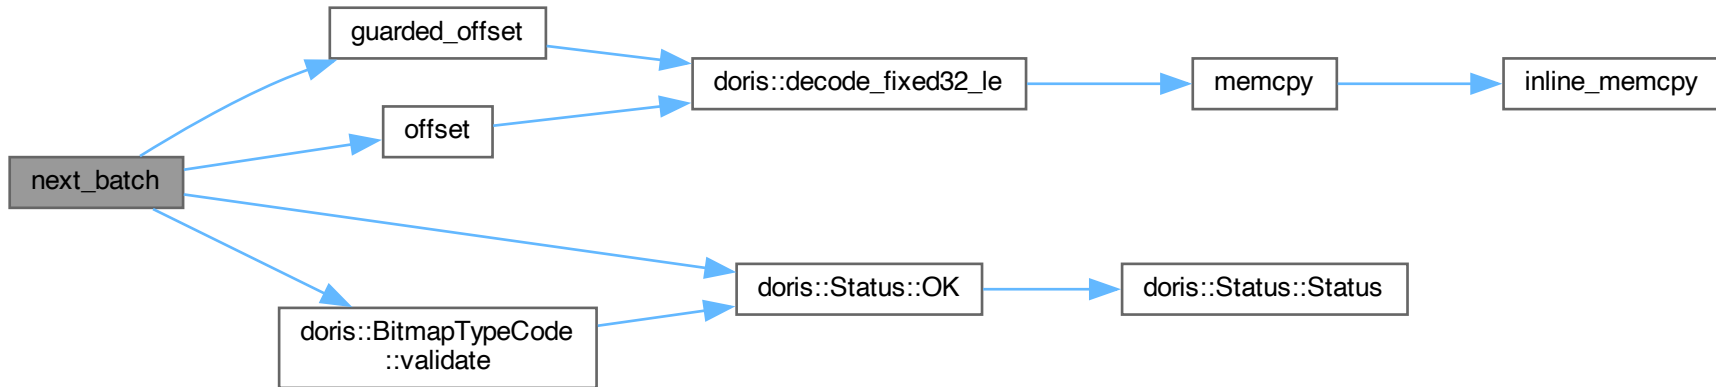 guarded_offset
doris::decode_fixed32_le
memcpy
inline_memcpy
offset
next_batch
doris::Status::OK
doris::Status::Status
doris::BitmapTypeCode
::validate